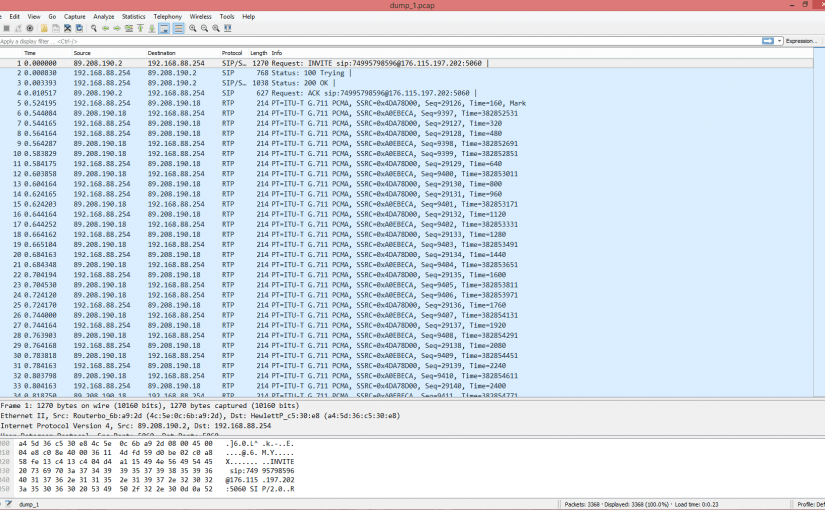 dump_1.pcap
Edit View Go Capture Analyze Statistics Telephony Wireless Tools Help
Apply a display filter ... <Ctrl-/> Expression...
Time Source Destination Protocol Length Info
1 0.000000 89.208.190.2 192.168.88.254 SIP/S… 1270 Request: INVITE sip:74995798596@176.115.197.202:5060 |
2 0.000830 192.168.88.254 89.208.190.2 SIP 768 Status: 100 Trying |
3 0.003393 192.168.88.254 89.208.190.2 SIP/S… 1038 Status: 200 OK |
4 0.010517 89.208.190.2 192.168.88.254 SIP 627 Request: ACK sip:74995798596@176.115.197.202:5060 |
5 0.524195 192.168.88.254 89.208.190.18 RTP 214 PT=ITU-T G.711 PCMA, SSRC=0x4DA78D00, Seq=29126, Time=160, Mark
6 0.544084 89.208.190.18 192.168.88.254 RTP 214 PT=ITU-T G.711 PCMA, SSRC=0xA0EBECA, Seq=9397, Time=382852531
7 0.544165 192.168.88.254 89.208.190.18 RTP 214 PT=ITU-T G.711 PCMA, SSRC=0x4DA78D00, Seq=29127, Time=320
8 0.564164 192.168.88.254 89.208.190.18 RTP 214 PT=ITU-T G.711 PCMA, SSRC=0x4DA78D00, Seq=29128, Time=480
9 0.564287 89.208.190.18 192.168.88.254 RTP 214 PT=ITU-T G.711 PCMA, SSRC=0xA0EBECA, Seq=9398, Time=382852691
10 0.583829 89.208.190.18 192.168.88.254 RTP 214 PT=ITU-T G.711 PCMA, SSRC=0xA0EBECA, Seq=9399, Time=382852851
11 0.584175 192.168.88.254 89.208.190.18 RTP 214 PT=ITU-T G.711 PCMA, SSRC=0x4DA78D00, Seq=29129, Time=640
12 0.603858 89.208.190.18 192.168.88.254 RTP 214 PT=ITU-T G.711 PCMA, SSRC=0xA0EBECA, Seq=9400, Time=382853011
13 0.604164 192.168.88.254 89.208.190.18 RTP 214 PT=ITU-T G.711 PCMA, SSRC=0x4DA78D00, Seq=29130, Time=800
14 0.624165 192.168.88.254 89.208.190.18 RTP 214 PT=ITU-T G.711 PCMA, SSRC=0x4DA78D00, Seq=29131, Time=960
15 0.624203 89.208.190.18 192.168.88.254 RTP 214 PT=ITU-T G.711 PCMA, SSRC=0xA0EBECA, Seq=9401, Time=382853171
16 0.644164 192.168.88.254 89.208.190.18 RTP 214 PT=ITU-T G.711 PCMA, SSRC=0x4DA78D00, Seq=29132, Time=1120
17 0.644252 89.208.190.18 192.168.88.254 RTP 214 PT=ITU-T G.711 PCMA, SSRC=0xA0EBECA, Seq=9402, Time=382853331
18 0.664162 192.168.88.254 89.208.190.18 RTP 214 PT=ITU-T G.711 PCMA, SSRC=0x4DA78D00, Seq=29133, Time=1280
19 0.665104 89.208.190.18 192.168.88.254 RTP 214 PT=ITU-T G.711 PCMA, SSRC=0xA0EBECA, Seq=9403, Time=382853491
20 0.684163 192.168.88.254 89.208.190.18 RTP 214 PT=ITU-T G.711 PCMA, SSRC=0x4DA78D00, Seq=29134, Time=1440
21 0.684348 89.208.190.18 192.168.88.254 RTP 214 PT=ITU-T G.711 PCMA, SSRC=0xA0EBECA, Seq=9404, Time=382853651
22 0.704194 192.168.88.254 89.208.190.18 RTP 214 PT=ITU-T G.711 PCMA, SSRC=0x4DA78D00, Seq=29135, Time=1600
23 0.704530 89.208.190.18 192.168.88.254 RTP 214 PT=ITU-T G.711 PCMA, SSRC=0xA0EBECA, Seq=9405, Time=382853811
24 0.724120 89.208.190.18 192.168.88.254 RTP 214 PT=ITU-T G.711 PCMA, SSRC=0xA0EBECA, Seq=9406, Time=382853971
25 0.724170 192.168.88.254 89.208.190.18 RTP 214 PT=ITU-T G.711 PCMA, SSRC=0x4DA78D00, Seq=29136, Time=1760
26 0.744000 89.208.190.18 192.168.88.254 RTP 214 PT=ITU-T G.711 PCMA, SSRC=0xA0EBECA, Seq=9407, Time=382854131
27 0.744164 192.168.88.254 89.208.190.18 RTP 214 PT=ITU-T G.711 PCMA, SSRC=0x4DA78D00, Seq=29137, Time=1920
28 0.763903 89.208.190.18 192.168.88.254 RTP 214 PT=ITU-T G.711 PCMA, SSRC=0xA0EBECA, Seq=9408, Time=382854291
29 0.764168 192.168.88.254 89.208.190.18 RTP 214 PT=ITU-T G.711 PCMA, SSRC=0x4DA78D00, Seq=29138, Time=2080
30 0.783818 89.208.190.18 192.168.88.254 RTP 214 PT=ITU-T G.711 PCMA, SSRC=0xA0EBECA, Seq=9409, Time=382854451
31 0.784163 192.168.88.254 89.208.190.18 RTP 214 PT=ITU-T G.711 PCMA, SSRC=0x4DA78D00, Seq=29139, Time=2240
32 0.803798 89.208.190.18 192.168.88.254 RTP 214 PT=ITU-T G.711 PCMA, SSRC=0xA0EBECA, Seq=9410, Time=382854611
33 0.804163 192.168.88.254 89.208.190.18 RTP 214 PT=ITU-T G.711 PCMA, SSRC=0x4DA78D00, Seq=29140, Time=2400
34 0.818750 89.208.190.18 192.168.88.254 RTP 214 PT=ITU-T G.711 PCMA, SSRC=0xA0EBECA, Seq=9411, Time=382854771
Frame 1: 1270 bytes on wire (10160 bits), 1270 bytes captured (10160 bits)
Ethernet II, Src: Routerbo_6b:a9:2d (4c:5e:0c:6b:a9:2d), Dst: HewlettP_c5:30:e8 (a4:5d:36:c5:30:e8)
Internet Protocol Version 4, Src: 89.208.190.2, Dst: 192.168.88.254
000 a4 5d 36 c5 30 e8 4c 5e 0c 6b a9 2d 08 00 45 00 .]6.0.L^ .k.-..E.
010 04 e8 c0 8e 40 00 36 11 4d fd 59 d0 be 02 c0 a8 ....@.6. M.Y.....
020 58 fe 13 c4 13 c4 04 d4 a1 15 49 4e 56 49 54 45 X....... ..INVITE
030 20 73 69 70 3a 37 34 39 39 35 37 39 38 35 39 36 sip:749 95798596
040 40 31 37 36 2e 31 31 35 2e 31 39 37 2e 32 30 32 @176.115 .197.202
050 3a 35 30 36 30 20 53 49 50 2f 32 2e 30 0d 0a 52 :5060 SI P/2.0..R
dump_1 Packets: 3368 · Displayed: 3368 (100.0%) · Load time: 0:0.23 Profile: Def